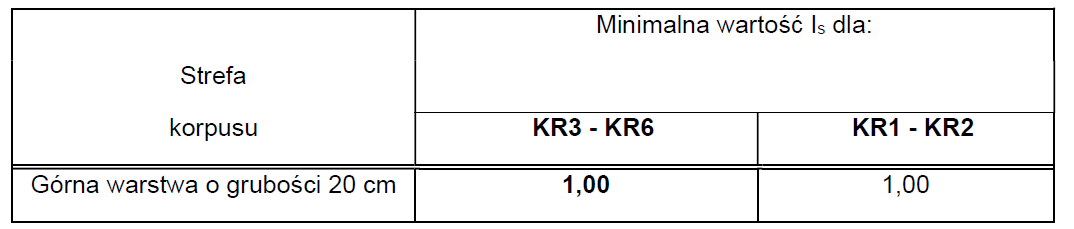 Minimalna wartość Is dla:
Strefa
korpusu
KR3 - KR6
KR1 - KR2
Górna warstwa o grubości 20 cm
1,00
1,00